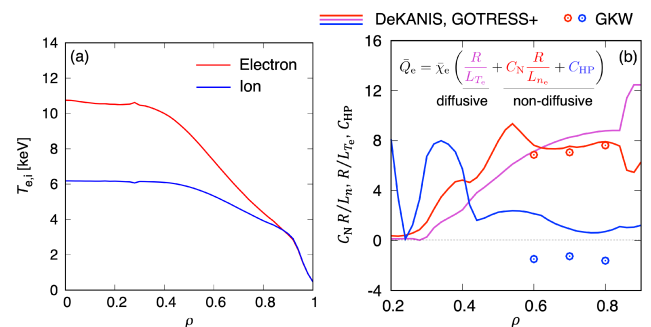 DeKANIS, GOTRESS+ GKW
(a)
Electron
Ion
14
12
10
8
6
4
2
0
T_{e,i} [keV]
0 0.2 0.4 0.6 0.8 1
ρ
(b)
Q̄_e = χ̄_e ( R/L_{T_e} + C_N R/L_{n_e} + C_HP )
diffusive non-diffusive
16
12
8
4
0
-4
C_N R/L_n, R/L_{T_e}, C_HP
0.2 0.4 0.6 0.8
ρ